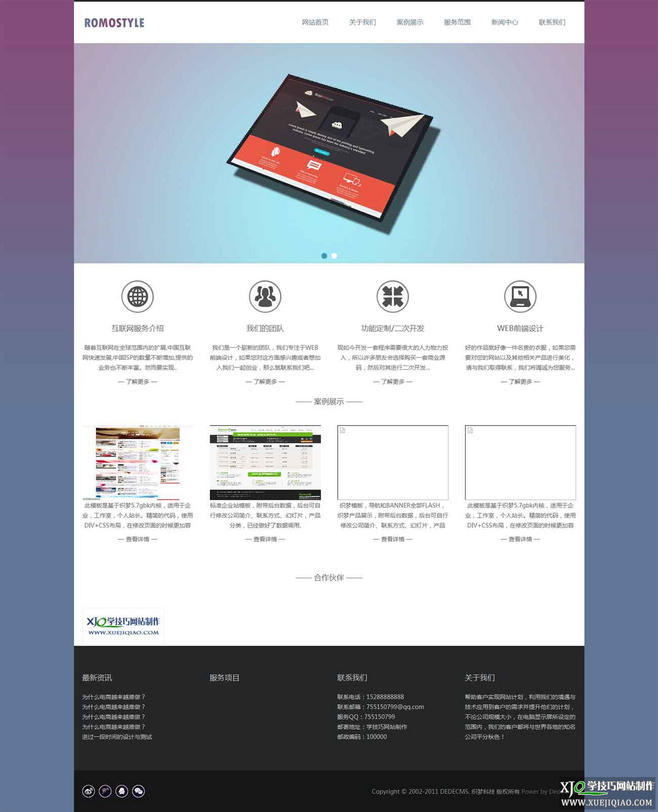 ROMOSTYLE
网站首页 关于我们 案例展示 服务范围 新闻中心 联系我们
互联网服务介绍
随着互联网在全球范围内的扩展,中国互联
网快速发展,中国ISP的数量不断增加,提供的
业务也不断丰富。然而要实现...
— 了解更多 —
我们的团队
我们是一个崭新的团队，我们专注于WEB
前端设计，如果您对这方面感兴趣或者想加
入我们一起创业，那么就联系我们吧...
— 了解更多 —
功能定制/二次开发
现如今开发一套程序需要很大的人力物力投
入，所以许多朋友会选择购买一套商业源
码，然后对其进行二次开发...
— 了解更多 —
WEB前端设计
好的作品就好像一件名贵的衣服，如果您需
要对您的网站以及其他相关产品进行美化，
请与我们取得联系，我们将竭诚为您服务...
— 了解更多 —
—— 案例展示 ——
此模板是基于织梦5.7gbk内核，适用于企
业，工作室，个人站长。精简的代码，使用
DIV+CSS布局，在修改页面的时候更加容
— 查看详情 —
标准企业站模板，附带后台数据，后台可自
行修改公司简介、联系方式、幻灯片，产品
分类，已经做好了数据调用,
— 查看详情 —
织梦模板，导航和BANNER全部FLASH，
织梦产品展示，附带后台数据，后台可自行
修改公司简介、联系方式、幻灯片，产品
— 查看详情 —
此模板是基于织梦5.7gbk内核，适用于企
业，工作室，个人站长。精简的代码，使用
DIV+CSS布局，在修改页面的时候更加容
— 查看详情 —
—— 合作伙伴 ——
XJQ学技巧网站制作
WWW.XUEJIQIAO.COM
最新资讯
为什么电商越来越难做？
为什么电商越来越难做？
为什么电商越来越难做？
为什么电商越来越难做？
进过一段时间的设计与测试
服务项目
联系我们
联系电话：15288888888
联系邮箱：755150799@qq.com
服务QQ：755150799
邮寄地址：学技巧网站制作
邮政编码：100000
关于我们
帮助客户实现网站计划，利用我们的境遇与
技术应用到客户的需求并提升他们的计划，
不论公司规模大小，在电脑显示屏所设定的
范围内，我们的客户都将与世界各地的知名
公司平分秋色！
Copyright © 2002-2011 DEDECMS. 织梦科技 版权所有 Power by Ded
XJQ学技巧网站制作
WWW.XUEJIQIAO.COM